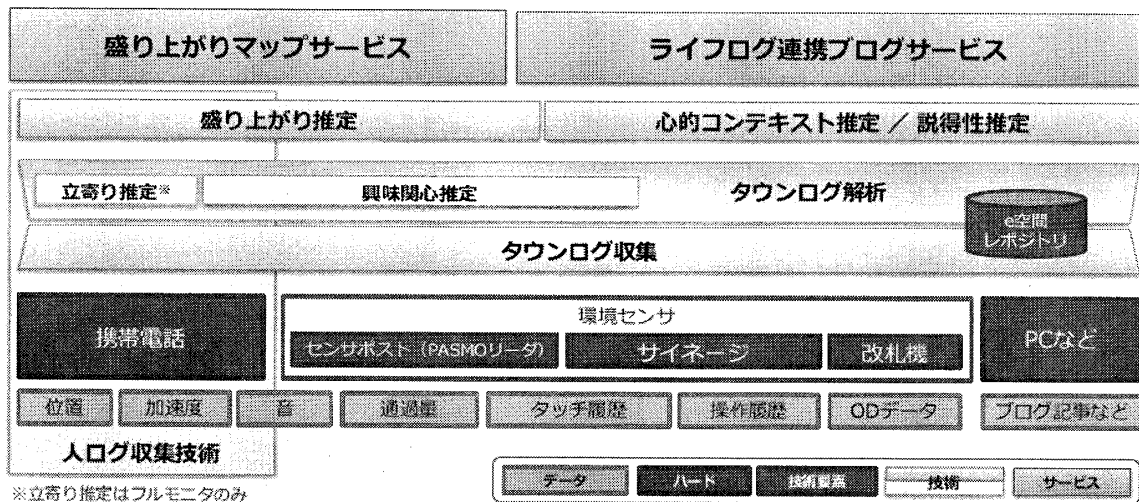 盛り上がりマップサービス
ライフログ連携ブログサービス
盛り上がり推定
心的コンテキスト推定 ／ 説得性推定
立寄り推定※
興味関心推定
タウンログ解析
e空間
レポジトリ
タウンログ収集
携帯電話
環境センサ
センサポスト（PASMOリーダ）
サイネージ
改札機
PCなど
位置
加速度
音
通過量
タッチ履歴
操作履歴
ODデータ
ブログ記事など
人ログ収集技術
※立寄り推定はフルモニタのみ
データ
ハード
技術要素
技術
サービス